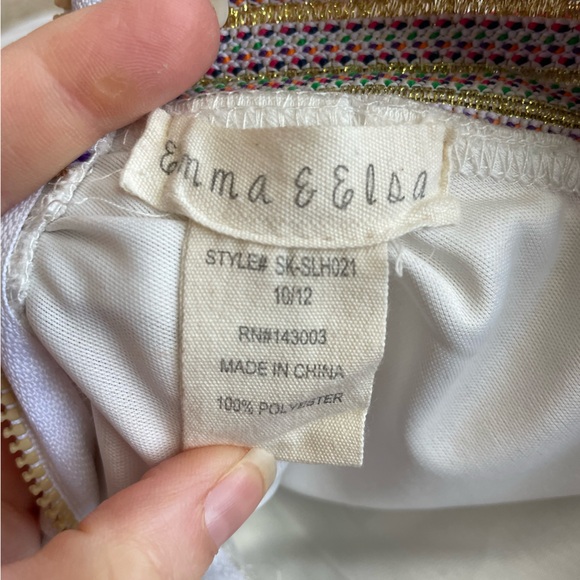 Emma & Elsa
STYLE# SK-SLH021
10/12
RN#143003
MADE IN CHINA
100% POLYESTER